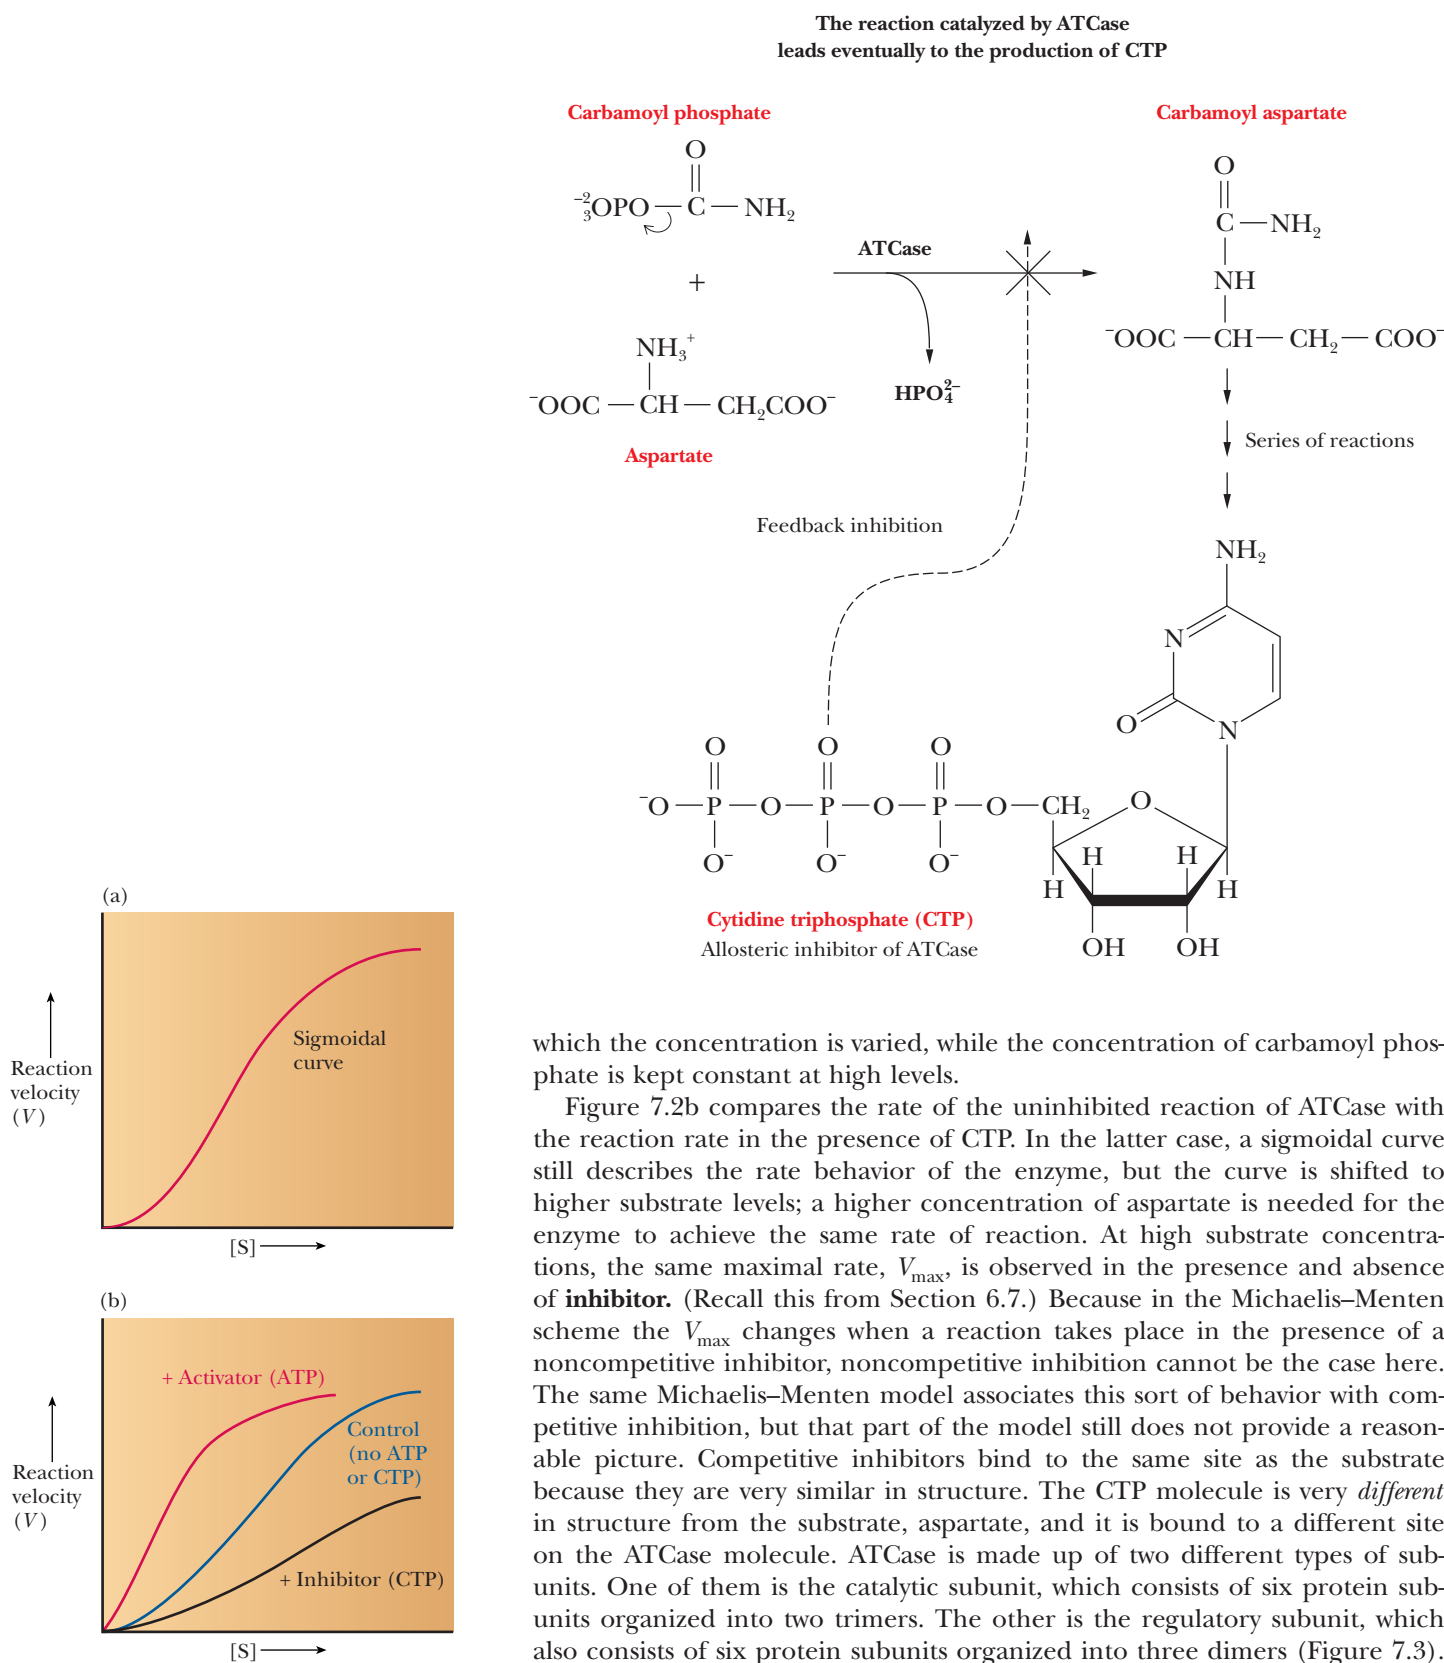 The reaction catalyzed by ATCase
leads eventually to the production of CTP
Carbamoyl phosphate
O
⁻²₃OPO — C — NH₂
+
NH₃⁺
⁻OOC — CH — CH₂COO⁻
Aspartate
ATCase
HPO₄²⁻
Carbamoyl aspartate
O
C — NH₂
NH
⁻OOC — CH — CH₂ — COO⁻
Series of reactions
Feedback inhibition
NH₂
N
O
N
O O O
⁻O — P — O — P — O — P — O — CH₂ O
O⁻ O⁻ O⁻
H H H H
OH OH
Cytidine triphosphate (CTP)
Allosteric inhibitor of ATCase
(a)
Sigmoidal
curve
Reaction
velocity
(V)
[S]
(b)
+ Activator (ATP)
Control
(no ATP
or CTP)
+ Inhibitor (CTP)
Reaction
velocity
(V)
[S]
which the concentration is varied, while the concentration of carbamoyl phos-
phate is kept constant at high levels.
Figure 7.2b compares the rate of the uninhibited reaction of ATCase with
the reaction rate in the presence of CTP. In the latter case, a sigmoidal curve
still describes the rate behavior of the enzyme, but the curve is shifted to
higher substrate levels; a higher concentration of aspartate is needed for the
enzyme to achieve the same rate of reaction. At high substrate concentra-
tions, the same maximal rate, Vmax, is observed in the presence and absence
of inhibitor. (Recall this from Section 6.7.) Because in the Michaelis–Menten
scheme the Vmax changes when a reaction takes place in the presence of a
noncompetitive inhibitor, noncompetitive inhibition cannot be the case here.
The same Michaelis–Menten model associates this sort of behavior with com-
petitive inhibition, but that part of the model still does not provide a reason-
able picture. Competitive inhibitors bind to the same site as the substrate
because they are very similar in structure. The CTP molecule is very different
in structure from the substrate, aspartate, and it is bound to a different site
on the ATCase molecule. ATCase is made up of two different types of sub-
units. One of them is the catalytic subunit, which consists of six protein sub-
units organized into two trimers. The other is the regulatory subunit, which
also consists of six protein subunits organized into three dimers (Figure 7.3).